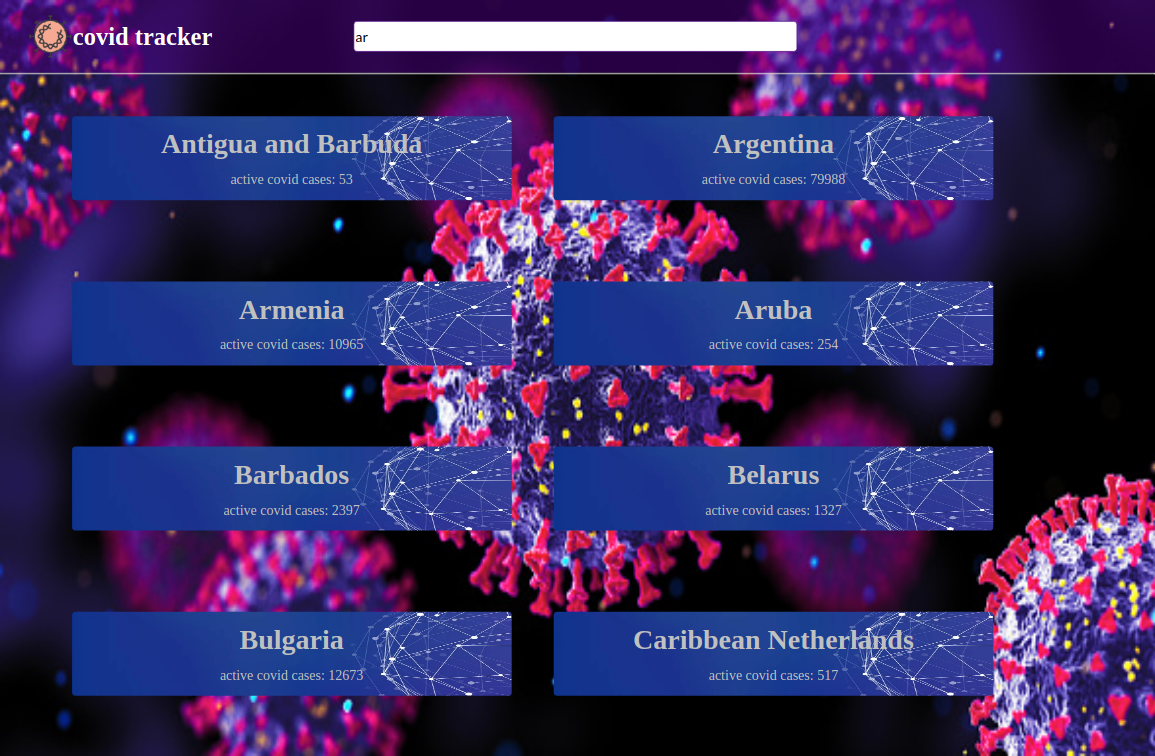 covid tracker
ar
Antigua and Barbuda
active covid cases: 53
Argentina
active covid cases: 79988
Armenia
active covid cases: 10965
Aruba
active covid cases: 254
Barbados
active covid cases: 2397
Belarus
active covid cases: 1327
Bulgaria
active covid cases: 12673
Caribbean Netherlands
active covid cases: 517